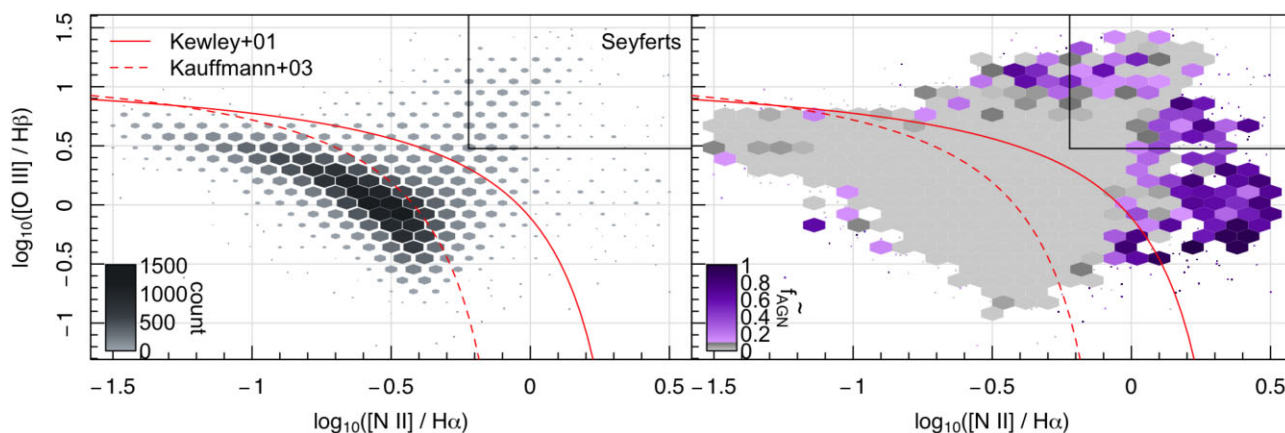 Kewley+01
Kauffmann+03
Seyferts
1.5
1
0.5
0
−0.5
−1
log10([O III] / Hβ)
1500
1000
500
0
count
−1.5 −1 −0.5 0 0.5
log10([N II] / Hα)
1
0.8
0.6
0.4
0.2
0
f̃AGN
−1.5 −1 −0.5 0 0.5
log10([N II] / Hα)